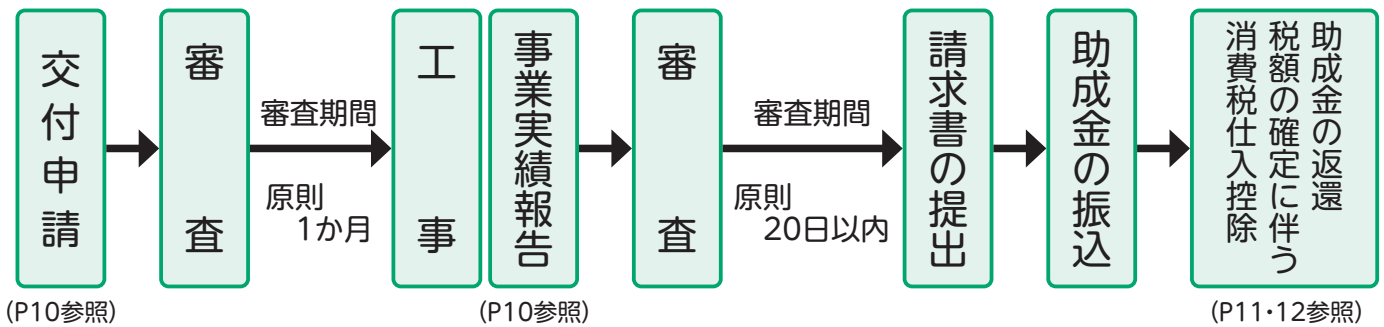 交付申請
(P10参照)
審査
審査期間
原則
1か月
工事
事業実績報告
(P10参照)
審査
審査期間
原則
20日以内
請求書の提出
助成金の振込
消費税仕入控除
税額の確定に伴う
助成金の返還
(P11・12参照)